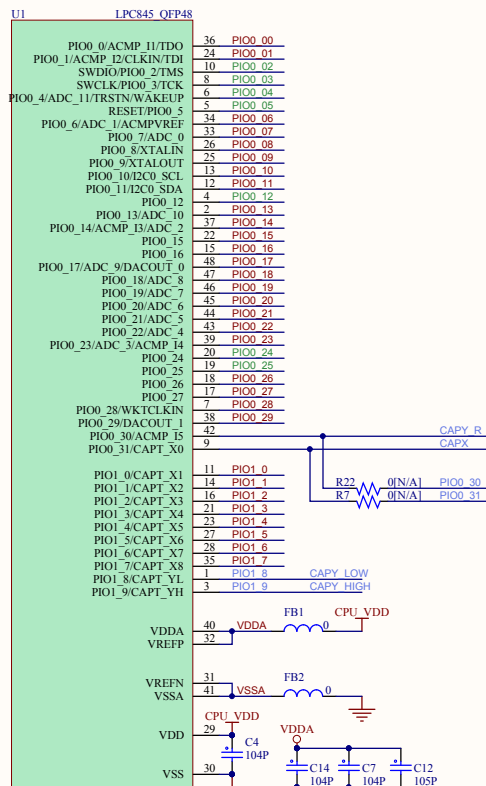 U1 LPC845_QFP48
PIO0_0/ACMP_I1/TDO 36 PIO0_00
PIO0_1/ACMP_I2/CLKIN/TDI 24 PIO0_01
SWDIO/PIO0_2/TMS 10 PIO0_02
SWCLK/PIO0_3/TCK 8 PIO0_03
PIO0_4/ADC_11/TRSTN/WAKEUP 6 PIO0_04
RESET/PIO0_5 5 PIO0_05
PIO0_6/ADC_1/ACMPVREF 34 PIO0_06
PIO0_7/ADC_0 33 PIO0_07
PIO0_8/XTALIN 26 PIO0_08
PIO0_9/XTALOUT 25 PIO0_09
PIO0_10/I2C0_SCL 13 PIO0_10
PIO0_11/I2C0_SDA 12 PIO0_11
PIO0_12 4 PIO0_12
PIO0_13/ADC_10 2 PIO0_13
PIO0_14/ACMP_I3/ADC_2 37 PIO0_14
PIO0_15 22 PIO0_15
PIO0_16 15 PIO0_16
PIO0_17/ADC_9/DACOUT_0 48 PIO0_17
PIO0_18/ADC_8 47 PIO0_18
PIO0_19/ADC_7 46 PIO0_19
PIO0_20/ADC_6 45 PIO0_20
PIO0_21/ADC_5 44 PIO0_21
PIO0_22/ADC_4 43 PIO0_22
PIO0_23/ADC_3/ACMP_I4 39 PIO0_23
PIO0_24 20 PIO0_24
PIO0_25 19 PIO0_25
PIO0_26 18 PIO0_26
PIO0_27 17 PIO0_27
PIO0_28/WKTCLKIN 7 PIO0_28
PIO0_29/DACOUT_1 38 PIO0_29
PIO0_30/ACMP_I5 42 CAPY_R
PIO0_31/CAPT_X0 9 CAPX
PIO1_0/CAPT_X1 11 PIO1_0
PIO1_1/CAPT_X2 14 PIO1_1
R22 0[N/A] PIO0_30
PIO1_2/CAPT_X3 16 PIO1_2
R7 0[N/A] PIO0_31
PIO1_3/CAPT_X4 21 PIO1_3
PIO1_4/CAPT_X5 23 PIO1_4
PIO1_5/CAPT_X6 27 PIO1_5
PIO1_6/CAPT_X7 28 PIO1_6
PIO1_7/CAPT_X8 35 PIO1_7
PIO1_8/CAPT_YL 1 PIO1_8 CAPY_LOW
PIO1_9/CAPT_YH 3 PIO1_9 CAPY_HIGH
FB1 CPU_VDD
VDDA 40 VDDA 0
VREFP 32
VREFN 31 FB2
VSSA 41 VSSA 0
CPU_VDD
VDD 29 VDDA
C4
104P
VSS 30 C14 C7 C12
104P 104P 105P